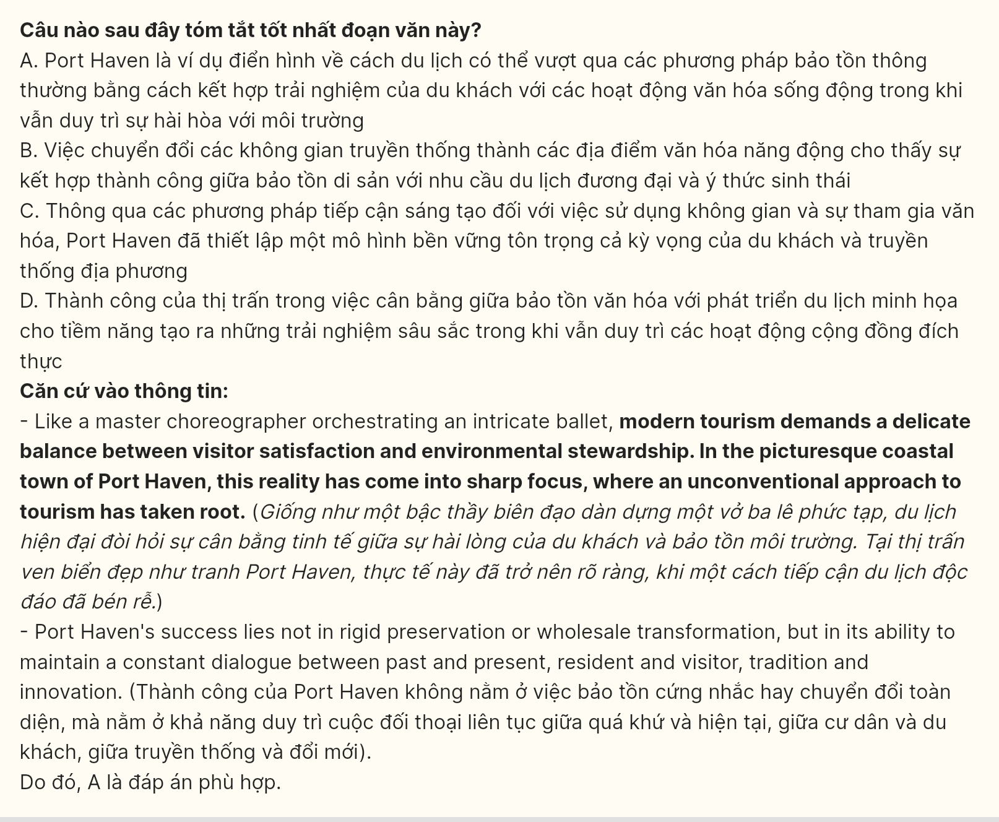 Câu nào sau đây tóm tắt tốt nhất đoạn văn này?
A. Port Haven là ví dụ điển hình về cách du lịch có thể vượt qua các phương pháp bảo tồn thông
thường bằng cách kết hợp trải nghiệm của du khách với các hoạt động văn hóa sống động trong khi
vẫn duy trì sự hài hòa với môi trường
B. Việc chuyển đổi các không gian truyền thống thành các địa điểm văn hóa năng động cho thấy sự
kết hợp thành công giữa bảo tồn di sản với nhu cầu du lịch đương đại và ý thức sinh thái
C. Thông qua các phương pháp tiếp cận sáng tạo đối với việc sử dụng không gian và sự tham gia văn
hóa, Port Haven đã thiết lập một mô hình bền vững tôn trọng cả kỳ vọng của du khách và truyền
thống địa phương
D. Thành công của thị trấn trong việc cân bằng giữa bảo tồn văn hóa với phát triển du lịch minh họa
cho tiềm năng tạo ra những trải nghiệm sâu sắc trong khi vẫn duy trì các hoạt động cộng đồng đích
thực
Căn cứ vào thông tin:
- Like a master choreographer orchestrating an intricate ballet, modern tourism demands a delicate
balance between visitor satisfaction and environmental stewardship. In the picturesque coastal
town of Port Haven, this reality has come into sharp focus, where an unconventional approach to
tourism has taken root. (Giống như một bậc thầy biên đạo dàn dựng một vở ba lê phức tạp, du lịch
hiện đại đòi hỏi sự cân bằng tinh tế giữa sự hài lòng của du khách và bảo tồn môi trường. Tại thị trấn
ven biển đẹp như tranh Port Haven, thực tế này đã trở nên rõ ràng, khi một cách tiếp cận du lịch độc
đáo đã bén rễ.)
- Port Haven's success lies not in rigid preservation or wholesale transformation, but in its ability to
maintain a constant dialogue between past and present, resident and visitor, tradition and
innovation. (Thành công của Port Haven không nằm ở việc bảo tồn cứng nhắc hay chuyển đổi toàn
diện, mà nằm ở khả năng duy trì cuộc đối thoại liên tục giữa quá khứ và hiện tại, giữa cư dân và du
khách, giữa truyền thống và đổi mới).
Do đó, A là đáp án phù hợp.